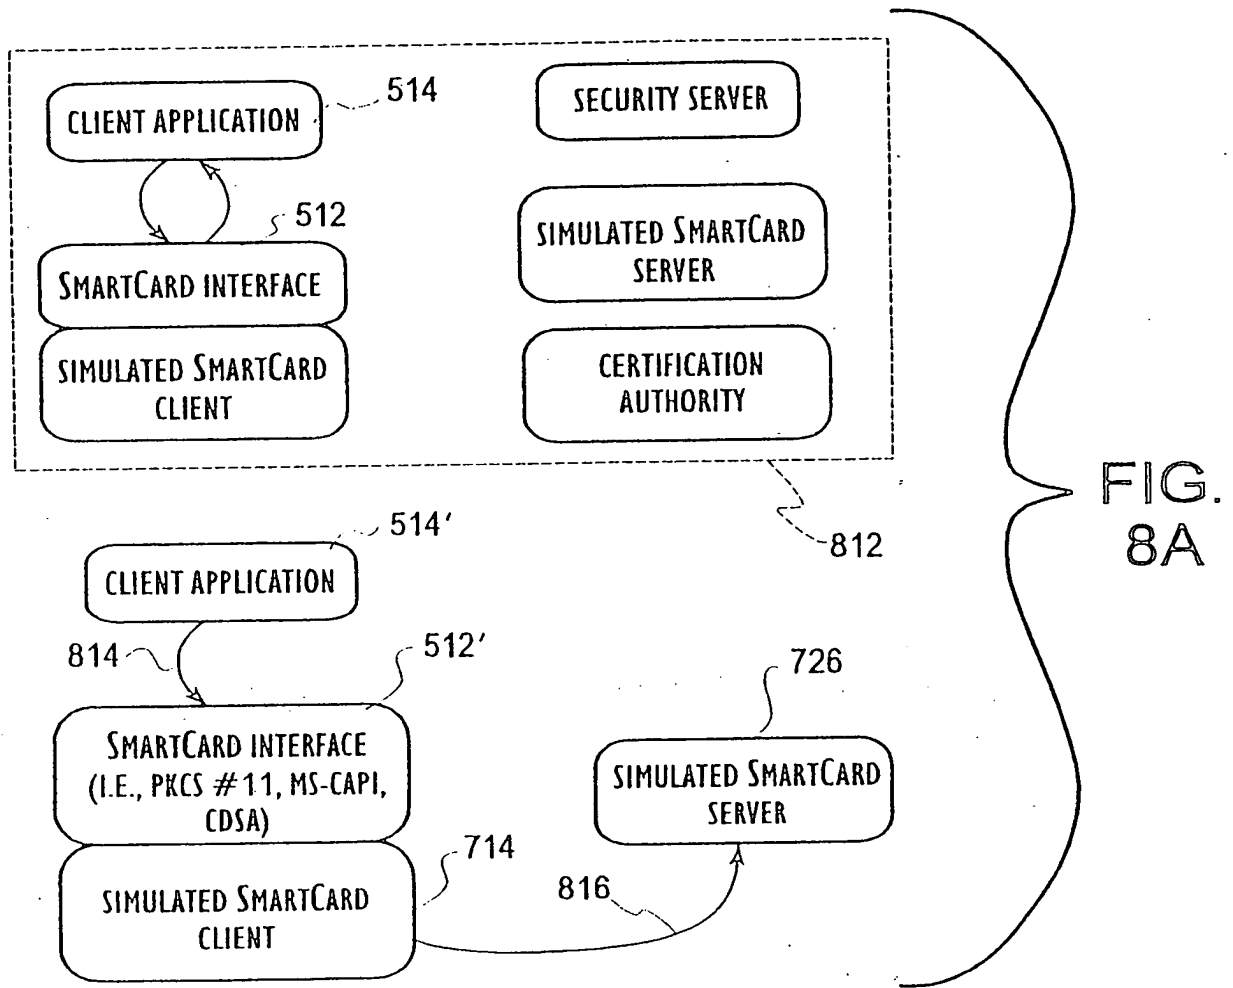 CLIENT APPLICATION
514
SECURITY SERVER
512
SIMULATED SMARTCARD
SERVER
SMARTCARD INTERFACE
SIMULATED SMARTCARD
CLIENT
CERTIFICATION
AUTHORITY
812
FIG.
8A
514'
CLIENT APPLICATION
814
512'
726
SMARTCARD INTERFACE
(I.E., PKCS #11, MS-CAPI,
CDSA)
SIMULATED SMARTCARD
SERVER
714
816
SIMULATED SMARTCARD
CLIENT